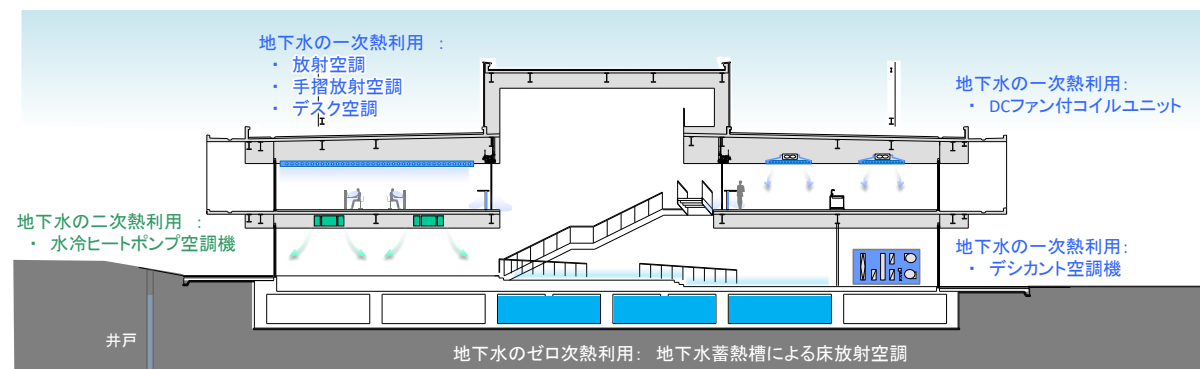 地下水の一次熱利用 :
・ 放射空調
・ 手摺放射空調
・ デスク空調
地下水の一次熱利用:
・ DCファン付コイルユニット
地下水の二次熱利用 :
・ 水冷ヒートポンプ空調機
地下水の一次熱利用:
・ デシカント空調機
井戸
地下水のゼロ次熱利用: 地下水蓄熱槽による床放射空調